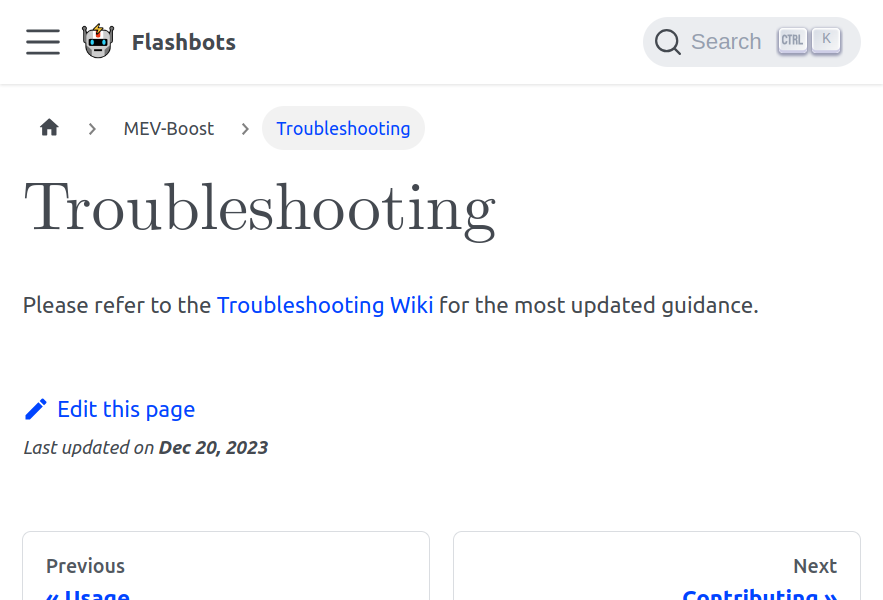 Flashbots
Search CTRL K
MEV-Boost Troubleshooting
Troubleshooting
Please refer to the Troubleshooting Wiki for the most updated guidance.
Edit this page
Last updated on Dec 20, 2023
Previous
« Usage
Next
Contributing »